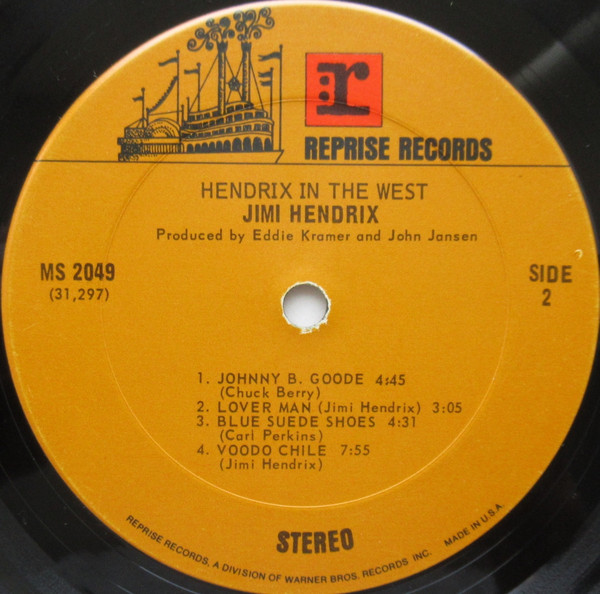 r
REPRISE RECORDS
HENDRIX IN THE WEST
JIMI HENDRIX
Produced by Eddie Kramer and John Jansen
MS 2049
(31,297)
SIDE
2
1. JOHNNY B. GOODE 4:45
(Chuck Berry)
2. LOVER MAN (Jimi Hendrix) 3:05
3. BLUE SUEDE SHOES 4:31
(Carl Perkins)
4. VOODO CHILE 7:55
(Jimi Hendrix)
STEREO
REPRISE RECORDS, A DIVISION OF WARNER BROS. RECORDS INC. MADE IN U.S.A.